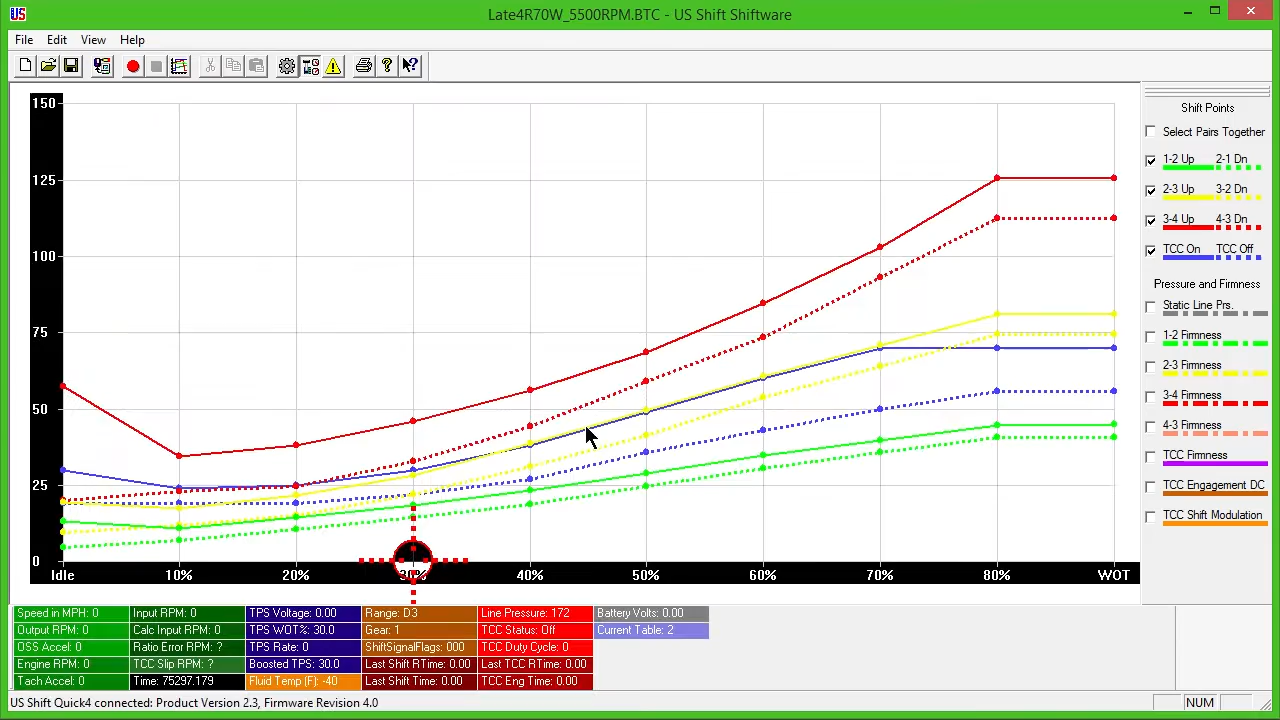 US Late4R70W_5500RPM.BTC - US Shift Shiftware
File Edit View Help
150
125
100
75
50
25
0
Idle 10% 20% 30% 40% 50% 60% 70% 80% WOT
Shift Points
Select Pairs Together
1-2 Up 2-1 Dn
2-3 Up 3-2 Dn
3-4 Up 4-3 Dn
TCC On TCC Off
Pressure and Firmness
Static Line Prs.
1-2 Firmness
2-3 Firmness
3-4 Firmness
4-3 Firmness
TCC Firmness
TCC Engagement DC
TCC Shift Modulation
Speed in MPH: 0 Input RPM: 0 TPS Voltage: 0.00 Range: D3 Line Pressure: 172 Battery Volts: 0.00
Output RPM: 0 Calc Input RPM: 0 TPS WOT%: 30.0 Gear: 1 TCC Status: Off Current Table: 2
OSS Accel: 0 Ratio Error RPM: ? TPS Rate: 0 ShiftSignalFlags: 000 TCC Duty Cycle: 0
Engine RPM: 0 TCC Slip RPM: ? Boosted TPS: 30.0 Last Shift RTime: 0.00 Last TCC RTime: 0.00
Tach Accel: 0 Time: 75297.179 Fluid Temp (F): -40 Last Shift Time: 0.00 TCC Eng Time: 0.00
US Shift Quick4 connected: Product Version 2.3, Firmware Revision 4.0 NUM